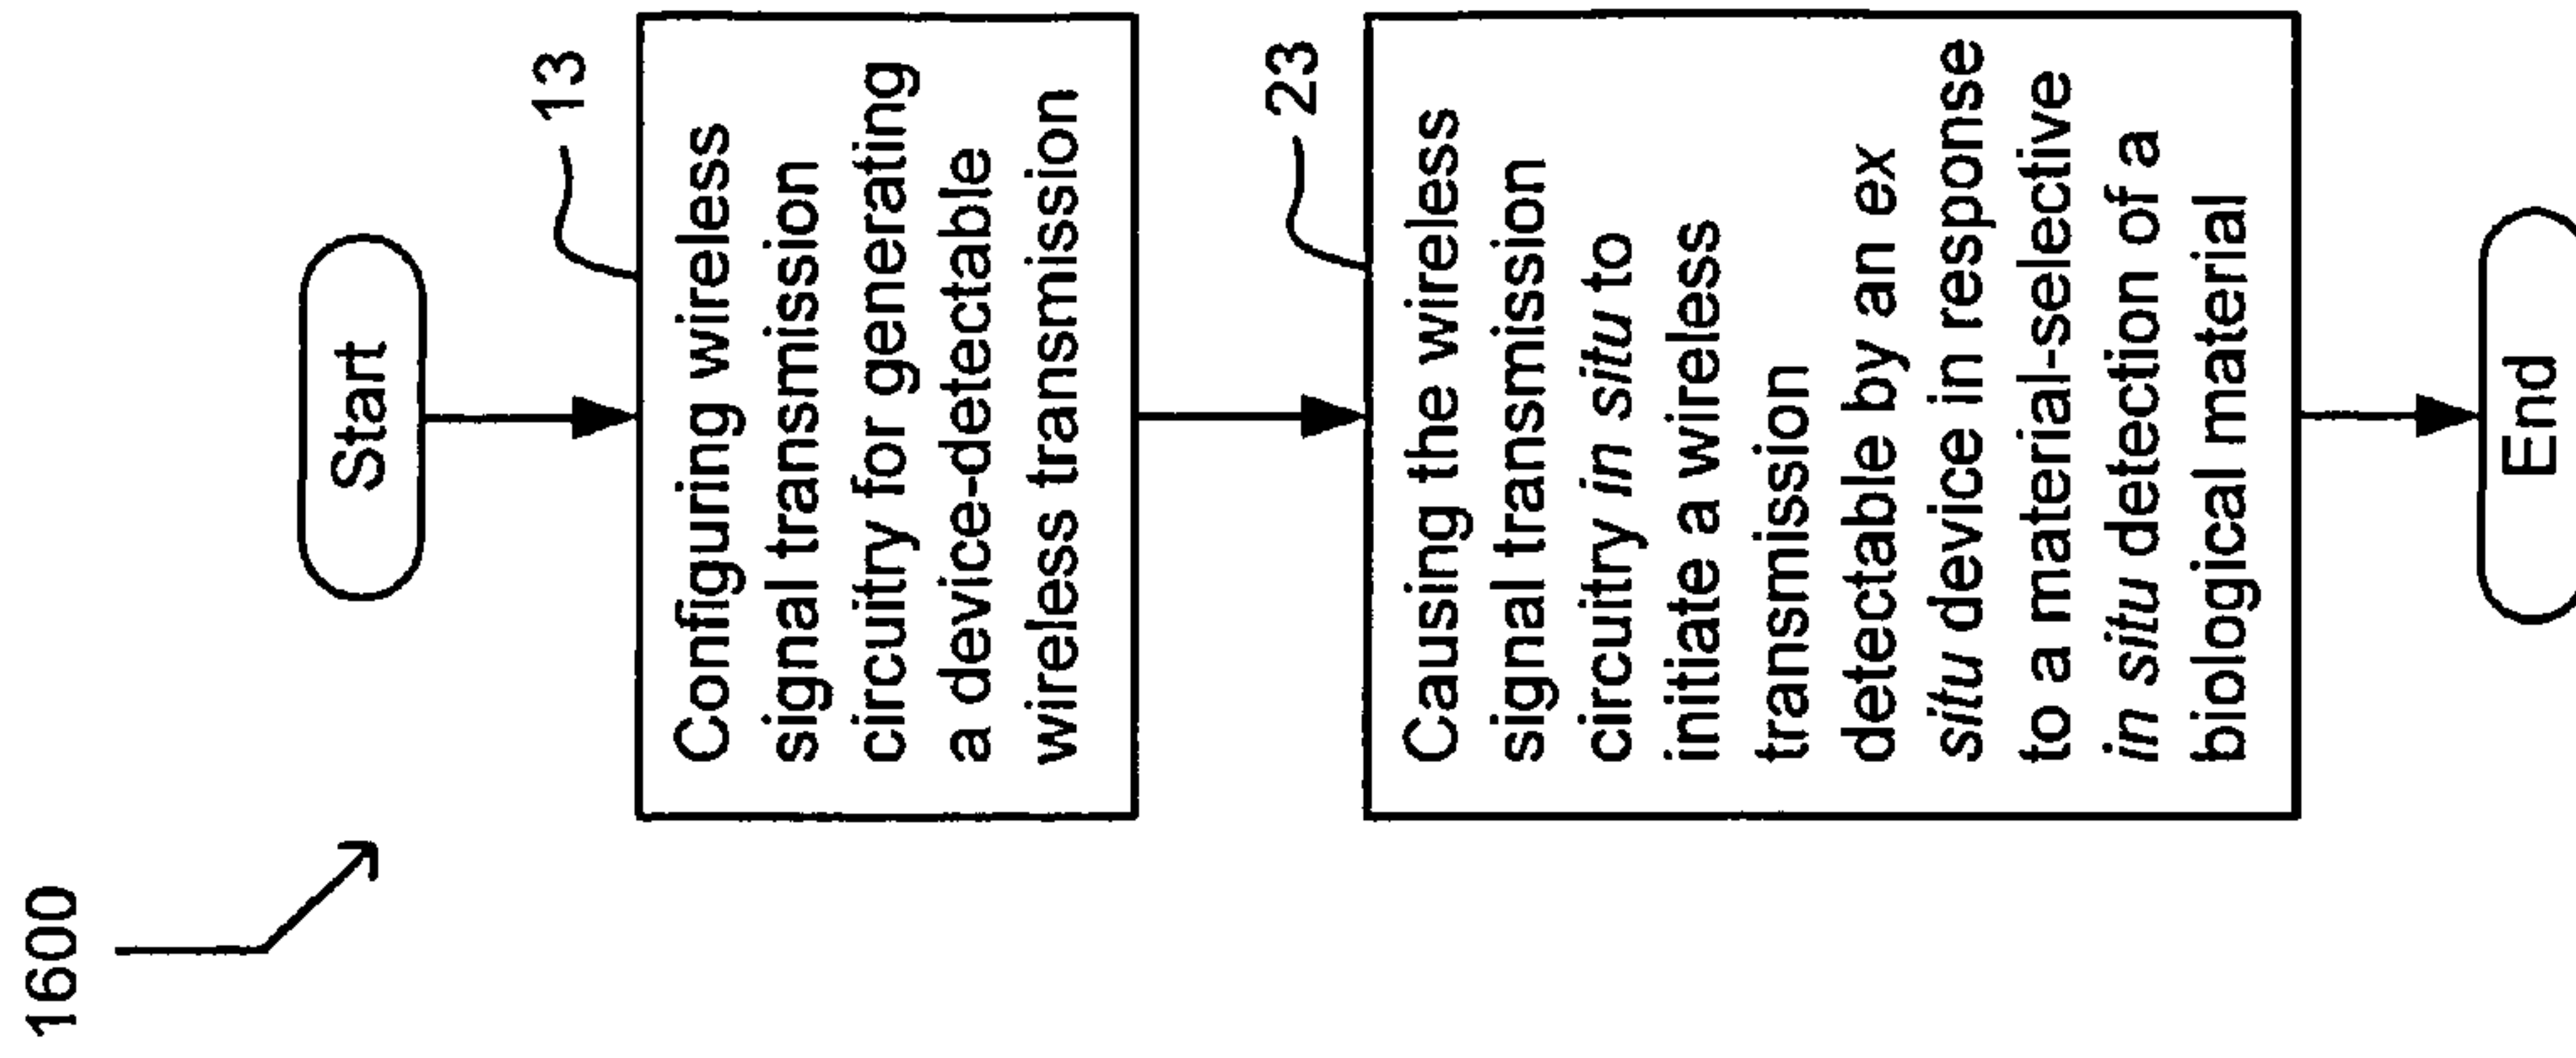 1600
Start
13
Configuring wireless
signal transmission
circuitry for generating
a device-detectable
wireless transmission
23
Causing the wireless
signal transmission
circuitry in situ to
initiate a wireless
transmission
detectable by an ex
situ device in response
to a material-selective
in situ detection of a
biological material
End